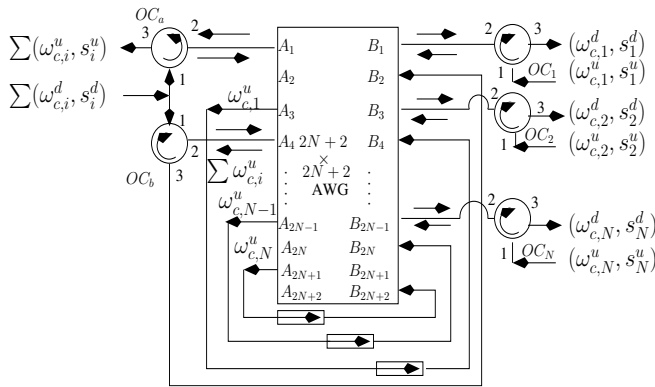 OC_a
3 2 1
∑(ω^u_{c,i}, s^u_i)
∑(ω^d_{c,i}, s^d_i)
1 2 3
OC_b
ω^u_{c,1}
∑ ω^u_{c,i}
ω^u_{c,N−1}
ω^u_{c,N}
A_1 B_1
A_2 B_2
A_3 B_3
A_4 B_4
2N + 2
×
2N + 2
AWG
A_{2N−1} B_{2N−1}
A_{2N} B_{2N}
A_{2N+1} B_{2N+1}
A_{2N+2} B_{2N+2}
2 3 (ω^d_{c,1}, s^d_1)
1 OC_1 (ω^u_{c,1}, s^u_1)
2 3 (ω^d_{c,2}, s^d_2)
1 OC_2 (ω^u_{c,2}, s^u_2)
2 3 (ω^d_{c,N}, s^d_N)
1 OC_N (ω^u_{c,N}, s^u_N)